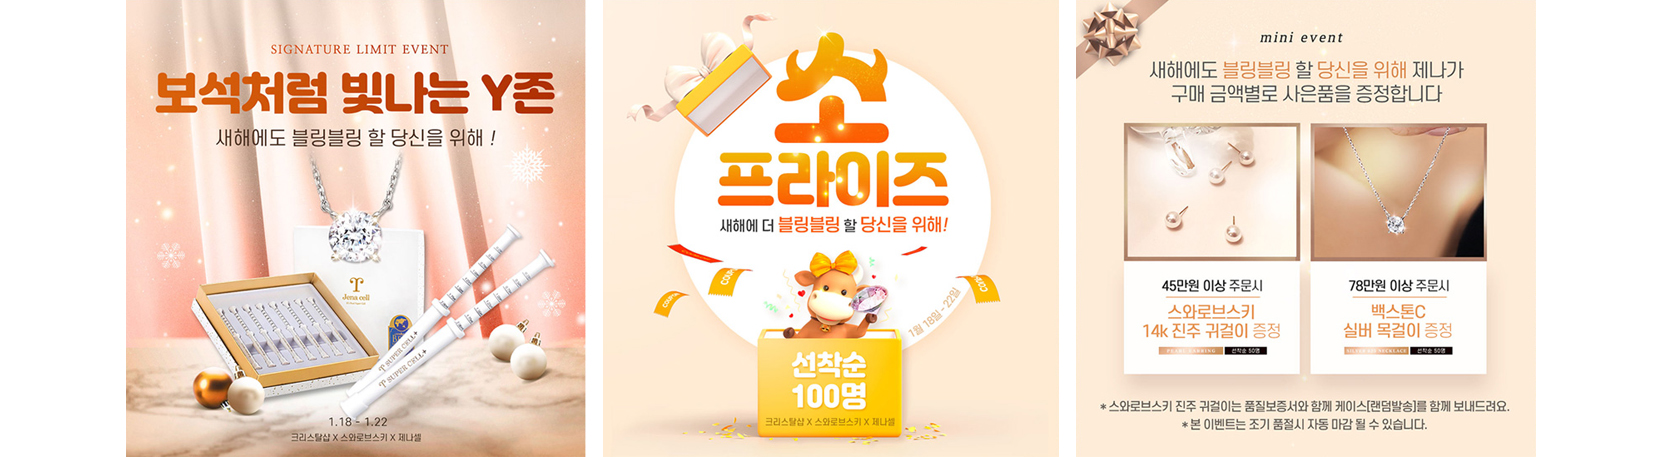 SIGNATURE LIMIT EVENT
보석처럼 빛나는 Y존
새해에도 블링블링 할 당신을 위해 !
Jena cell
SUPER CELL+
SUPER CELL+
1.18 - 1.22
크리스탈샵 X 스와로브스키 X 제나셀
소
프라이즈
새해에 더 블링블링 할 당신을 위해!
1월 18일 - 22일
선착순
100명
크리스탈샵 X 스와로브스키 X 제나셀
mini event
새해에도 블링블링 할 당신을 위해 제나가
구매 금액별로 사은품을 증정합니다
45만원 이상 주문시
스와로브스키
14k 진주 귀걸이 증정
선착순 50명
78만원 이상 주문시
백스톤C
실버 목걸이 증정
선착순 50명
*스와로브스키 진주 귀걸이는 품질보증서와 함께 케이스[랜덤발송]를 함께 보내드려요.
*본 이벤트는 조기 품절시 자동 마감 될 수 있습니다.